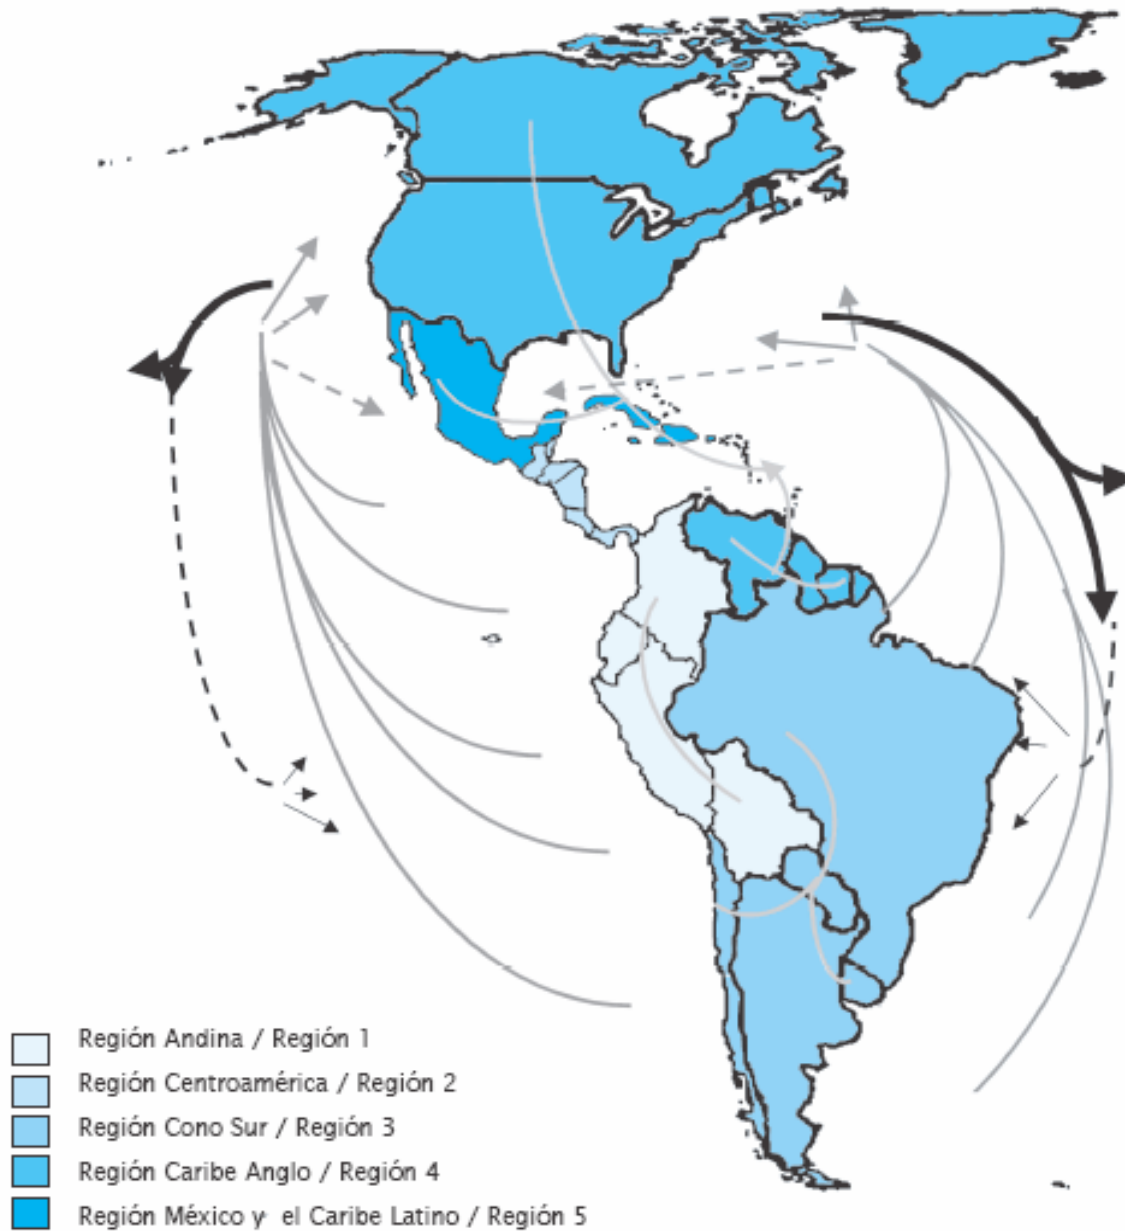 Región Andina / Región 1
Región Centroamérica / Región 2
Región Cono Sur / Región 3
Región Caribe Anglo / Región 4
Región México y el Caribe Latino / Región 5